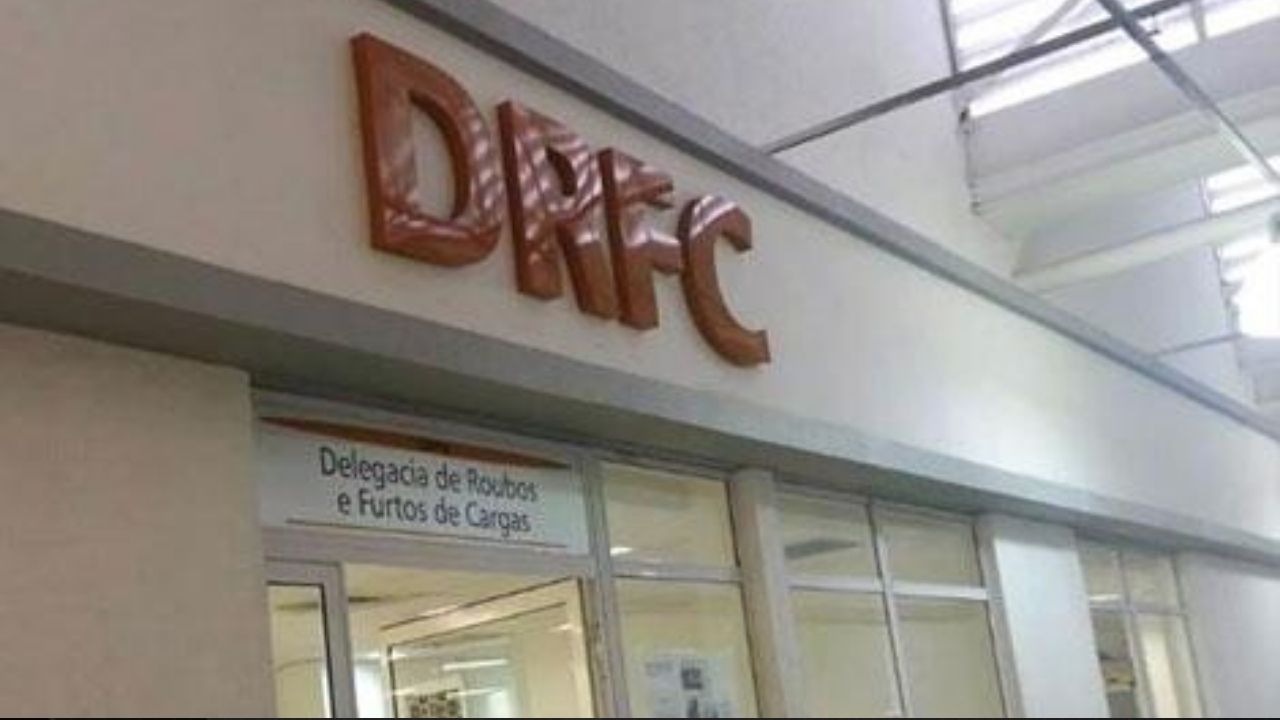 DRFC
Delegacia de Roubos
e Furtos de Cargas